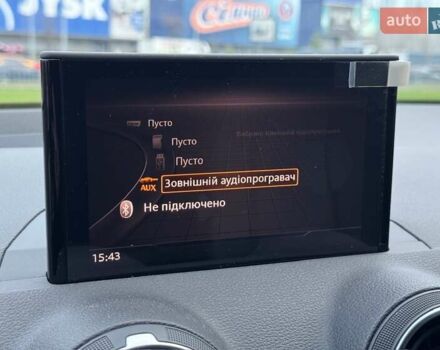 JYSK
auto
Пусто
Пусто
Пусто
AUX Зовнішній аудіопрогравач
Не підключено
15:43